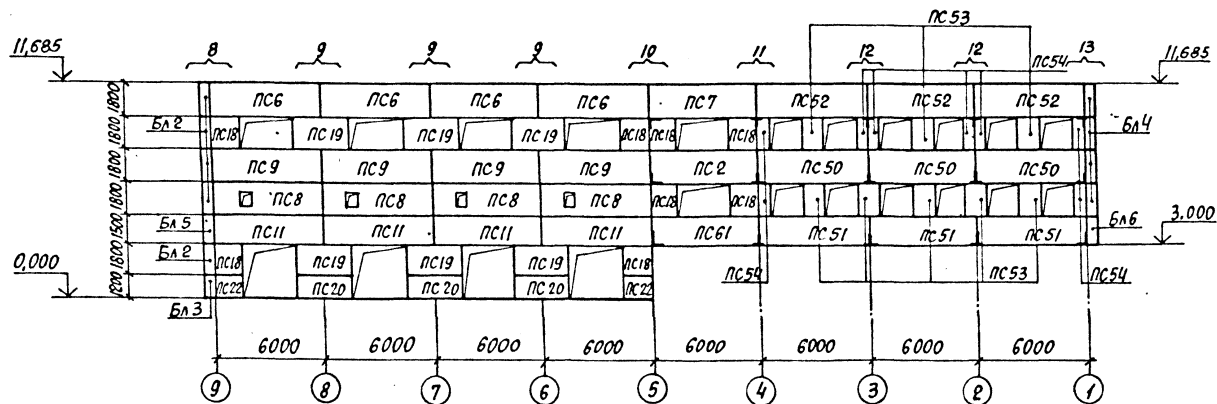 ПС53
8 9 9 9 10 11 12 12 13
11,685 ПС54 11,685
1800 ПС6 ПС6 ПС6 ПС6 ПС7 ПС52 ПС52 ПС52
Бл2 1800 ПС18 ПС19 ПС19 ПС19 ПС18 ПС18 ПС18 Бл4
1800 ПС9 ПС9 ПС9 ПС9 ПС2 ПС50 ПС50 ПС50
1800 ПС8 ПС8 ПС8 ПС8 ПС18 ПС18
Бл5 1500 ПС11 ПС11 ПС11 ПС11 ПС61 ПС51 ПС51 ПС51 Бл6
3,000
Бл2 1800 ПС18 ПС19 ПС19 ПС19 ПС18
0,000 ПС54 ПС53 ПС54
1200 ПС22 ПС20 ПС20 ПС20 ПС22
Бл3
6000 6000 6000 6000 6000 6000 6000 6000
9 8 7 6 5 4 3 2 1